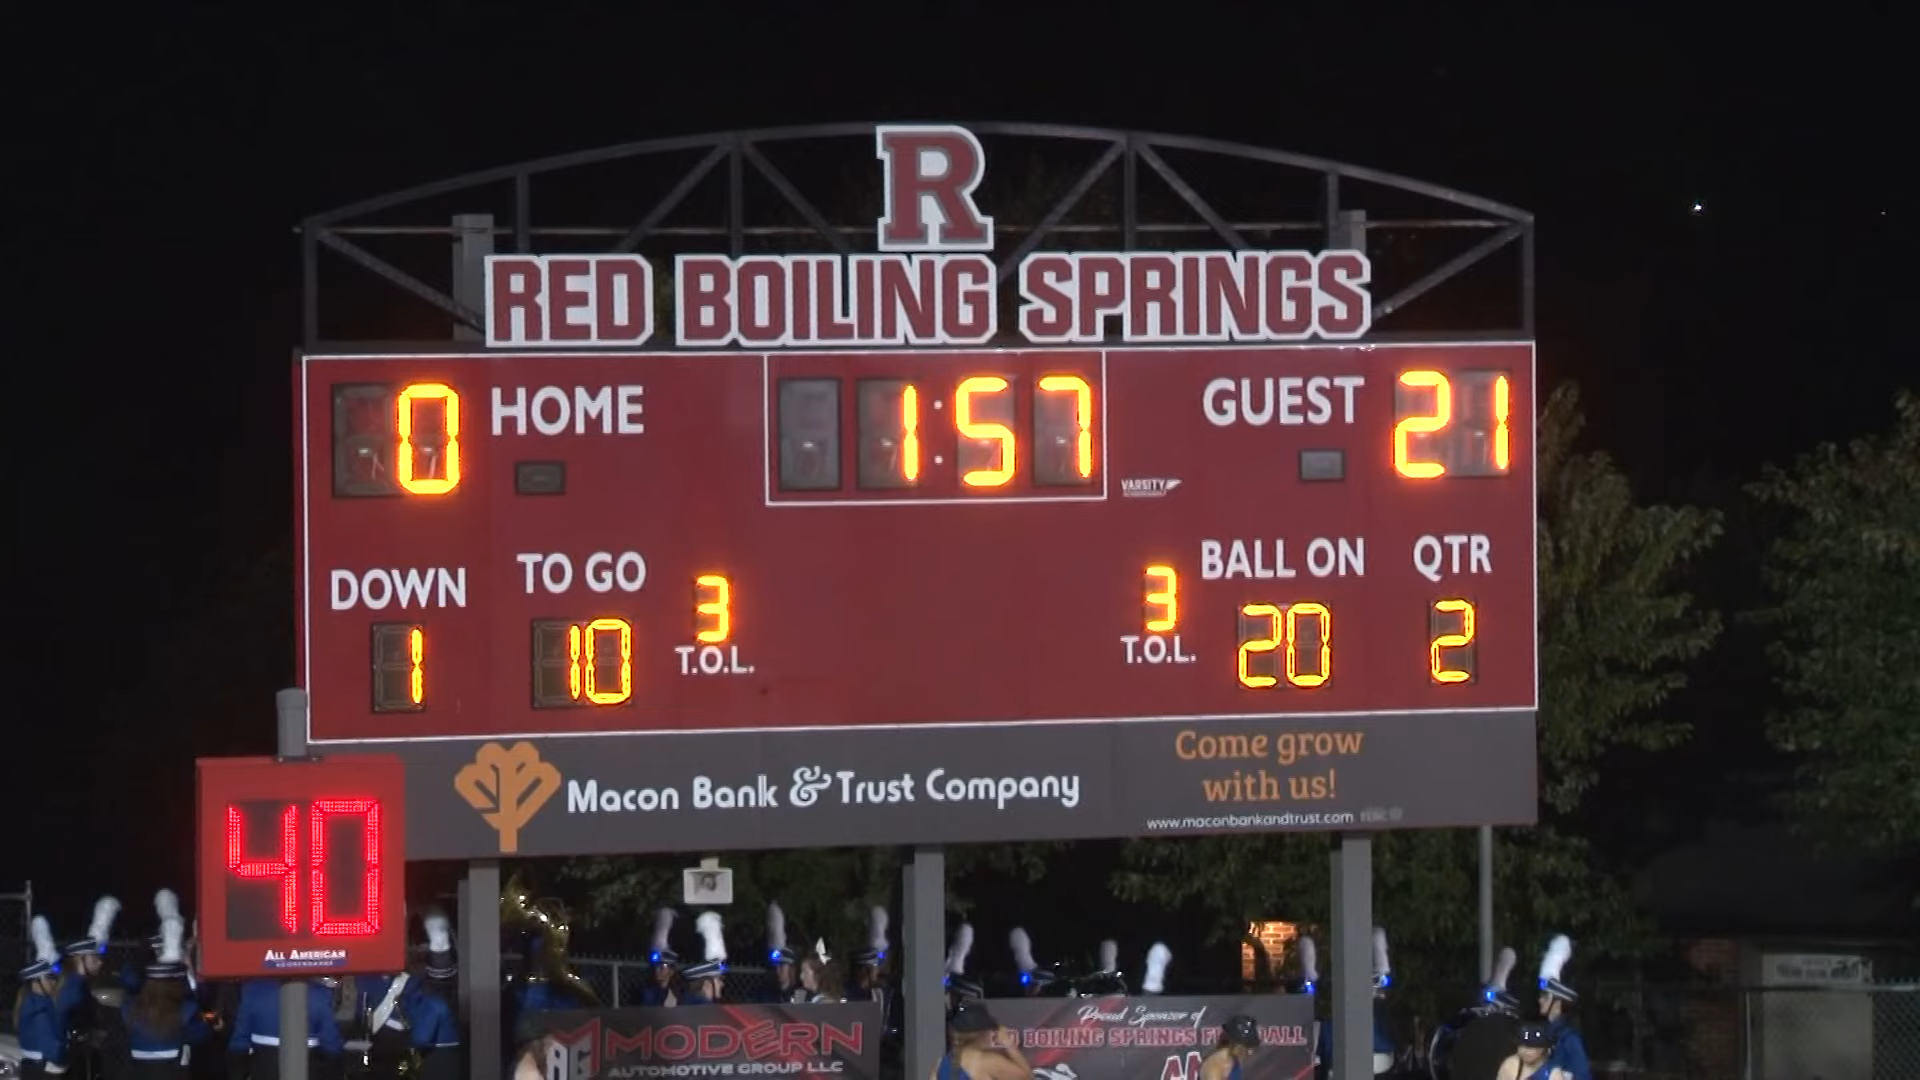 R
RED BOILING SPRINGS
0 HOME 1:57 GUEST 21
VARSITY
DOWN TO GO BALL ON QTR
1 10 3 3 20 2
T.O.L. T.O.L.
Macon Bank & Trust Company
Come grow
with us!
www.maconbankandtrust.com
40
ALL AMERICAN
MODERN
AUTOMOTIVE GROUP LLC
Proud Sponsor of
BOILING SPRINGS